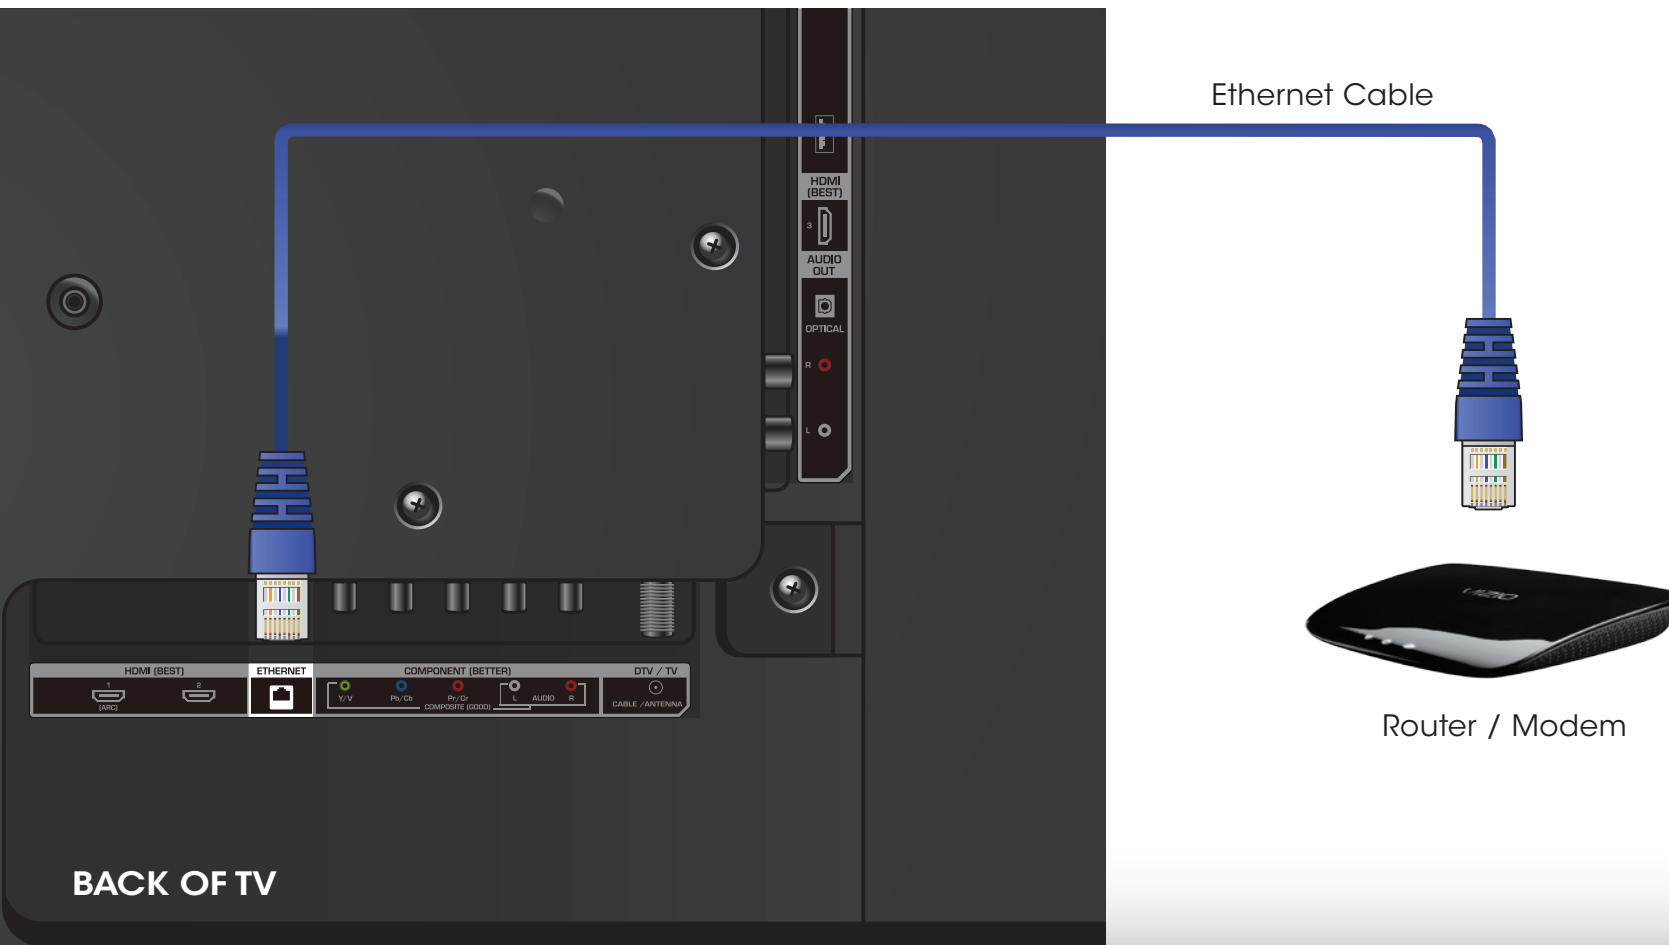 Ethernet Cable
HDMI
(BEST)
3
AUDIO
OUT
OPTICAL
R
L
HDMI (BEST)
ETHERNET
COMPONENT (BETTER)
DTV / TV
1
2
(ARC)
Y/V
Pb/Cb
Pr/Cr
L
AUDIO
R
COMPOSITE (GOOD)
CABLE / ANTENNA
VIZIO
Router / Modem
BACK OF TV